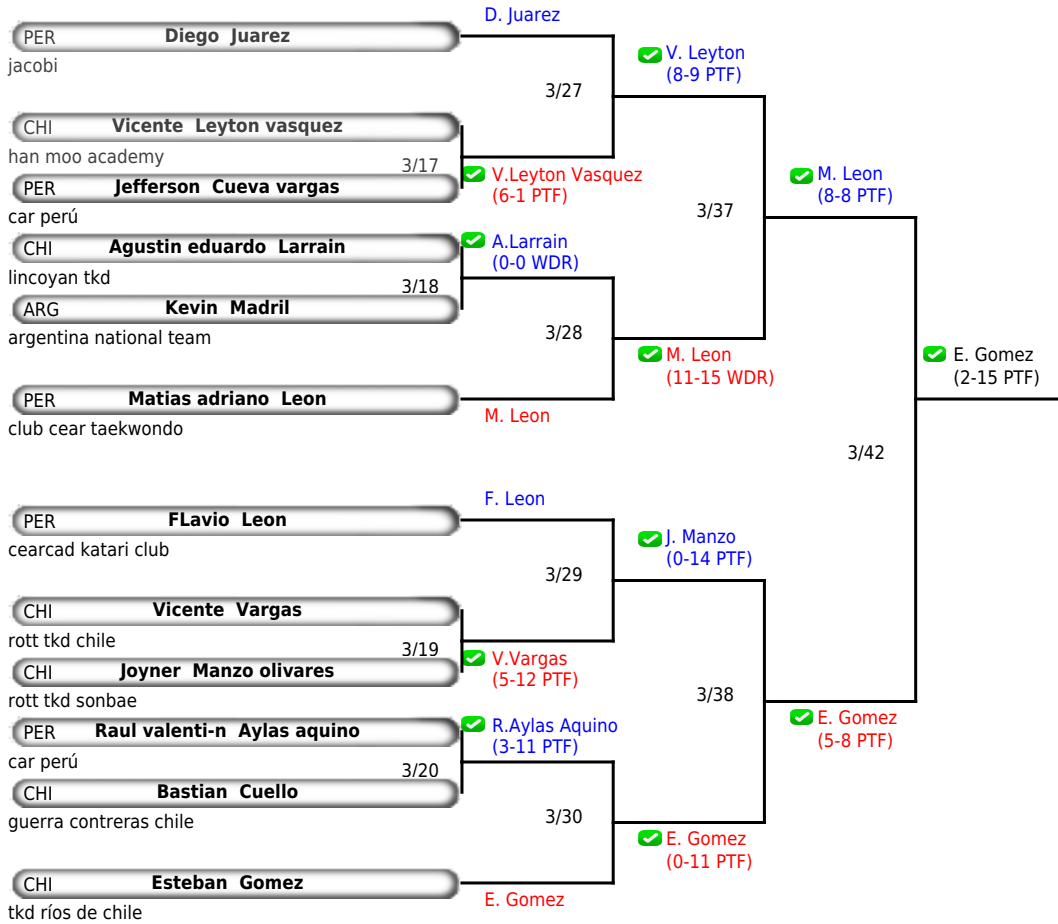 D. Juarez
PER Diego Juarez
jacobi
V. Leyton
(8-9 PTF)
3/27
CHI Vicente Leyton vasquez
han moo academy
3/17
PER Jefferson Cueva vargas
car perú
V.Leyton Vasquez
(6-1 PTF)
M. Leon
(8-8 PTF)
3/37
CHI Agustin eduardo Larrain
lincoyan tkd
A.Larrain
(0-0 WDR)
3/18
ARG Kevin Madril
argentina national team
3/28
M. Leon
(11-15 WDR)
E. Gomez
(2-15 PTF)
PER Matias adriano Leon
club cear taekwondo
M. Leon
3/42
F. Leon
PER FLavio Leon
cearcad katari club
J. Manzo
(0-14 PTF)
3/29
CHI Vicente Vargas
rott tkd chile
3/19
CHI Joyner Manzo olivares
rott tkd sonbae
V.Vargas
(5-12 PTF)
3/38
PER Raul valenti-n Aylas aquino
car perú
R.Aylas Aquino
(3-11 PTF)
E. Gomez
(5-8 PTF)
3/20
CHI Bastian Cuello
guerra contreras chile
3/30
E. Gomez
(0-11 PTF)
CHI Esteban Gomez
tkd ríos de chile
E. Gomez